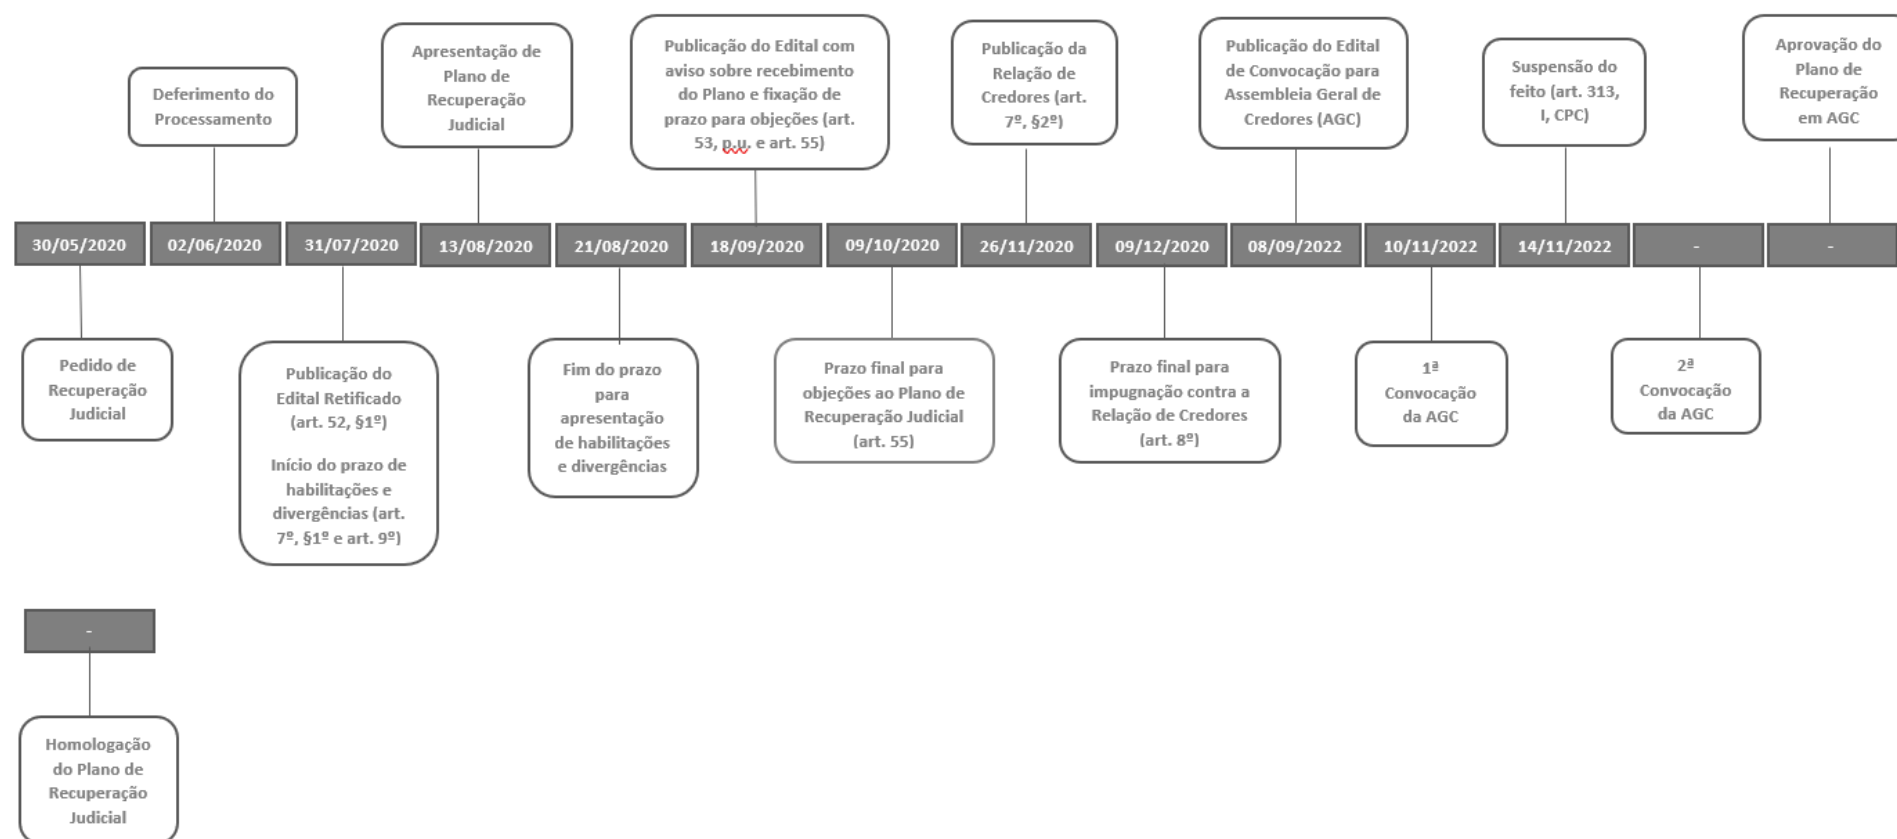 Deferimento do
Processamento
Apresentação de
Plano de
Recuperação
Judicial
Publicação do Edital com
aviso sobre recebimento
do Plano e fixação de
prazo para objeções (art.
53, p.u. e art. 55)
Publicação da
Relação de
Credores (art.
7º, §2º)
Publicação do Edital
de Convocação para
Assembleia Geral de
Credores (AGC)
Suspensão do
feito (art. 313,
I, CPC)
Aprovação do
Plano de
Recuperação
em AGC
30/05/2020
02/06/2020
31/07/2020
13/08/2020
21/08/2020
18/09/2020
09/10/2020
26/11/2020
09/12/2020
08/09/2022
10/11/2022
14/11/2022
-
-
Pedido de
Recuperação
Judicial
Publicação do
Edital Retificado
(art. 52, §1º)
Início do prazo de
habilitações e
divergências (art.
7º, §1º e art. 9º)
Fim do prazo
para
apresentação
de habilitações
e divergências
Prazo final para
objeções ao Plano de
Recuperação Judicial
(art. 55)
Prazo final para
impugnação contra a
Relação de Credores
(art. 8º)
1ª
Convocação
da AGC
2ª
Convocação
da AGC
-
Homologação
do Plano de
Recuperação
Judicial